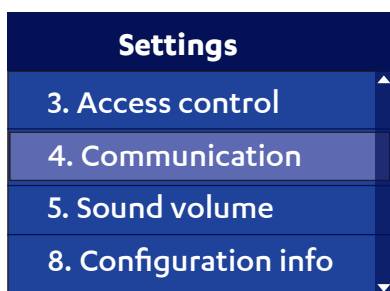 Settings
3. Access control
4. Communication
5. Sound volume
8. Configuration info